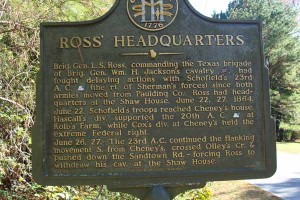 1776
ROSS HEADQUARTERS
Brig. Gen. L. S. Ross, commanding the Texas brigade
of Brig. Gen. Wm. H. Jackson's cavalry, had
fought delaying actions with Schofield's 23rd
A. C. (the rt. of Sherman's forces) since both
armies moved from Paulding Co. Ross had head-
quarters at the Shaw House, June 22, 27, 1864.
June 22, Schofield's troops reached Cheney's house.
Hascall's div. supported the 20th A. C. at
Kolb's Farm, while Cox's div. at Cheney's held the
extreme Federal right.
June 26, 27. The 23rd A.C. continued the flanking
movement S. from Cheney's, crossed Olley's Cr. &
pushed down the Sandtown Rd. - forcing Ross to
withdraw his cav. at the Shaw House.